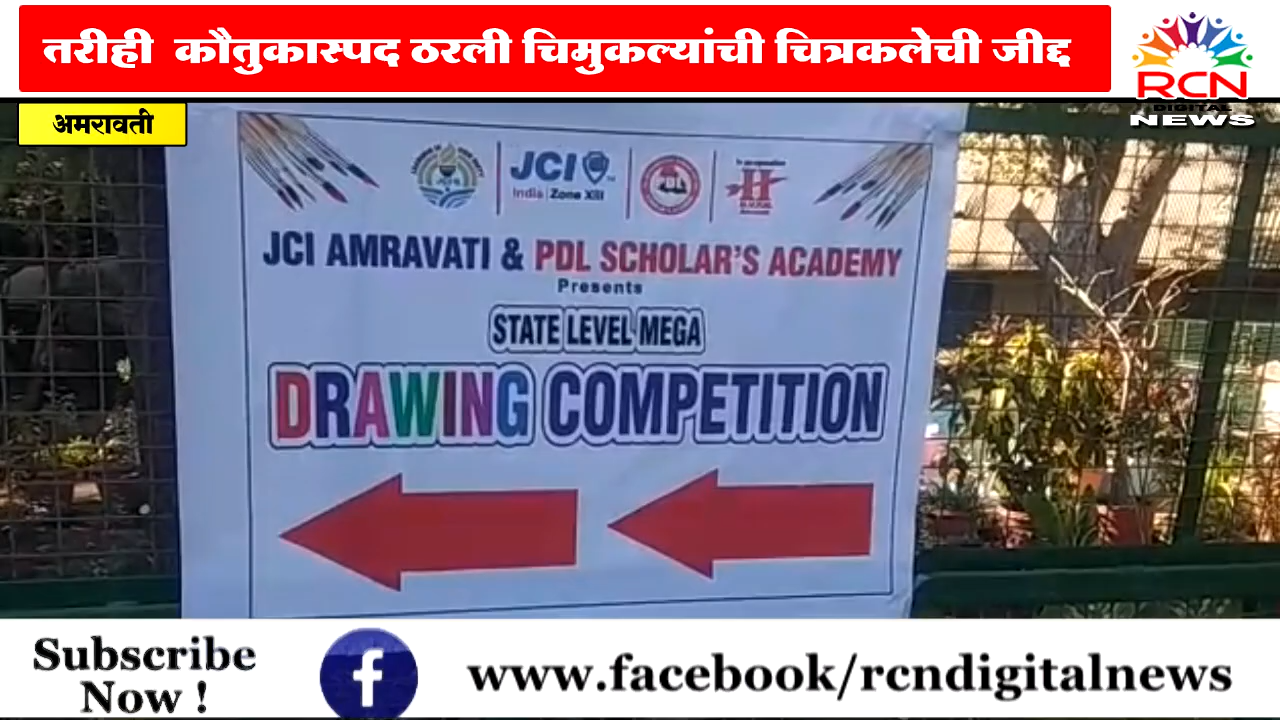 तरीही कौतुकास्पद ठरली चिमुकल्यांची चित्रकलेची जीद्द
RCN
DIGITAL
NEWS
अमरावती
JCI
India Zone XIII
JCI AMRAVATI & PDL SCHOLAR'S ACADEMY
Presents
STATE LEVEL MEGA
DRAWING COMPETITION
Subscribe
Now !
f
www.facebook/rcndigitalnews